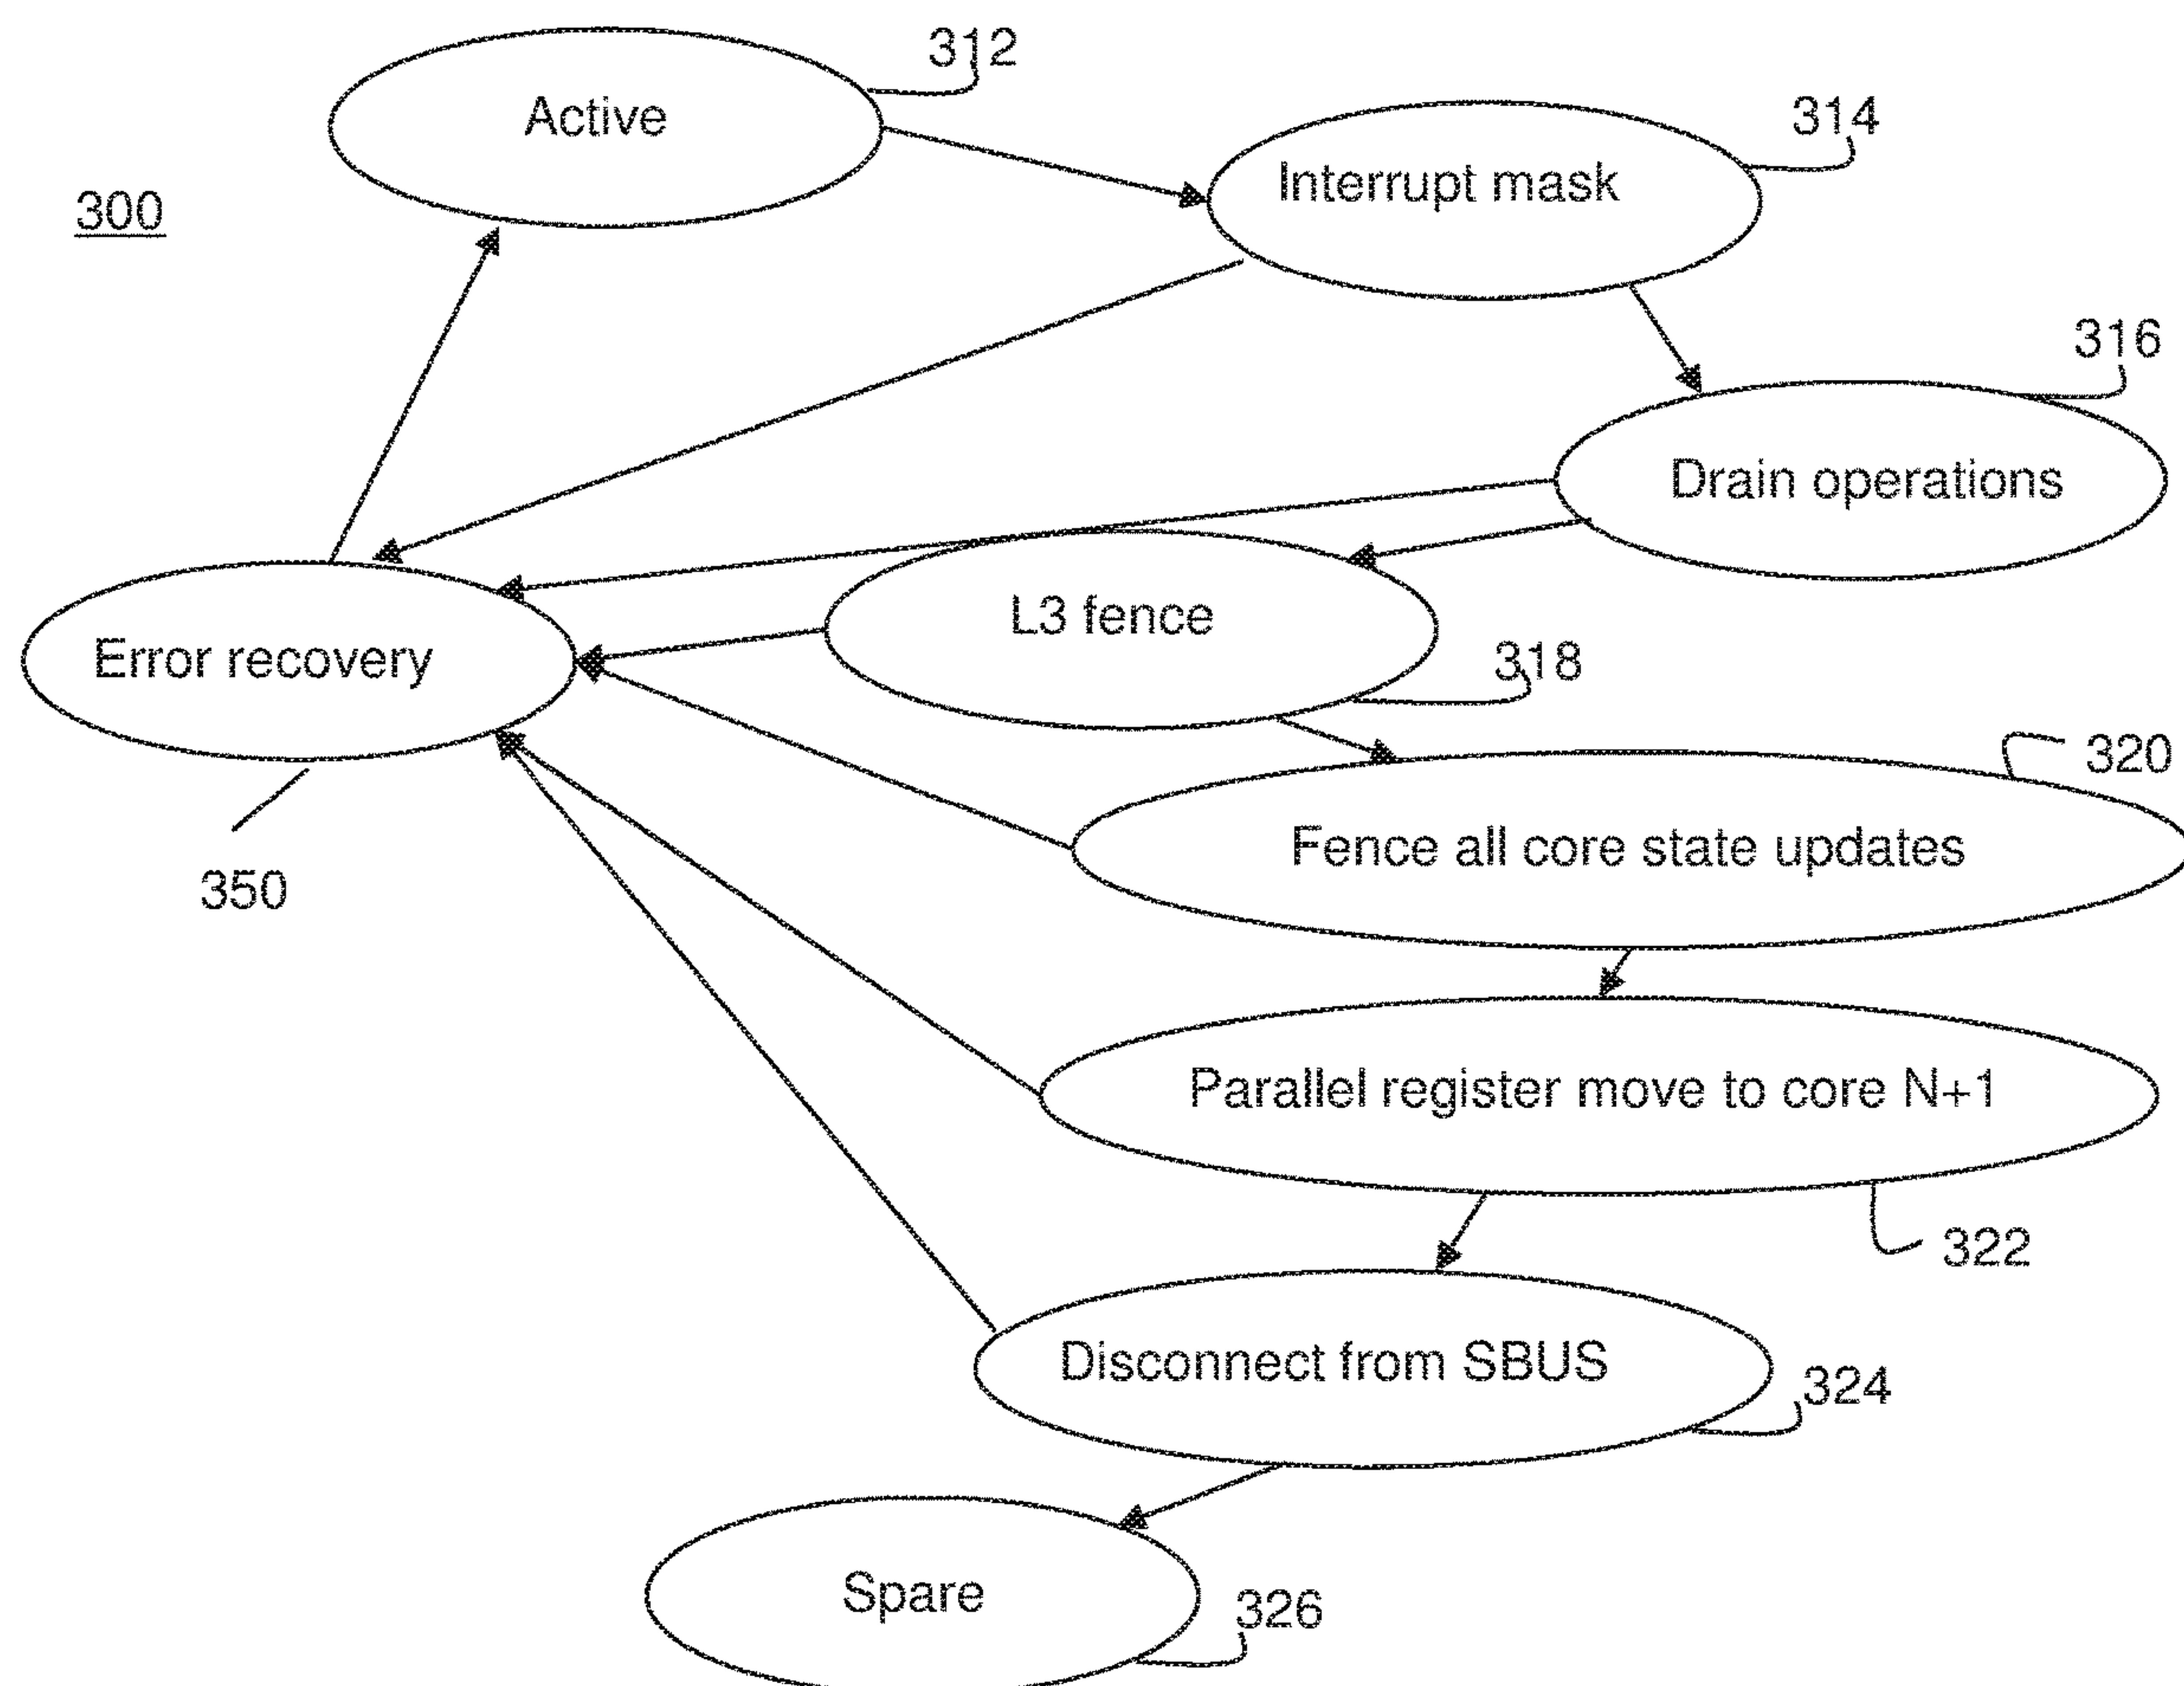 312
Active
314
Interrupt mask
300
316
Drain operations
L3 fence
318
Error recovery
320
Fence all core state updates
350
Parallel register move to core N+1
322
Disconnect from SBUS
324
Spare
326